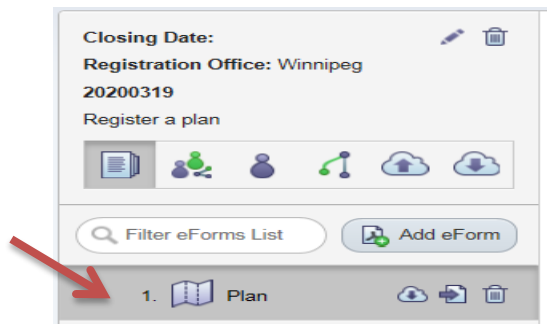 Closing Date:
Registration Office: Winnipeg
20200319
Register a plan
Filter eForms List
Add eForm
1. Plan